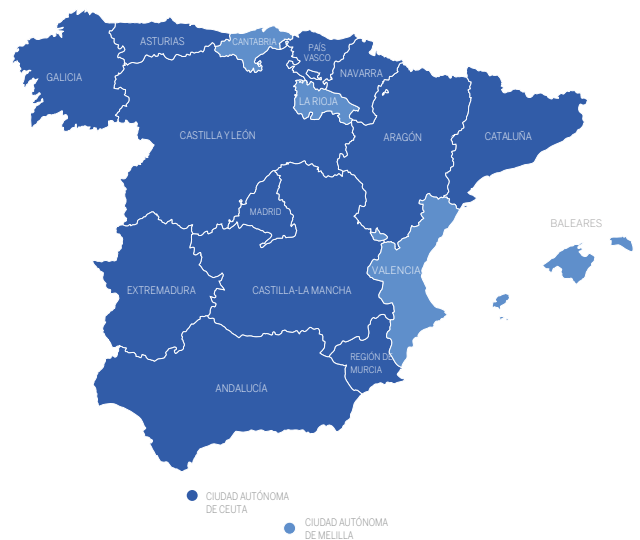 ASTURIAS
CANTABRIA
PAÍS
VASCO
GALICIA
NAVARRA
LA RIOJA
CASTILLA Y LEÓN
ARAGÓN
CATALUÑA
MADRID
BALEARES
VALENCIA
EXTREMADURA
CASTILLA-LA MANCHA
REGIÓN DE
MURCIA
ANDALUCÍA
CIUDAD AUTÓNOMA
DE CEUTA
CIUDAD AUTÓNOMA
DE MELILLA